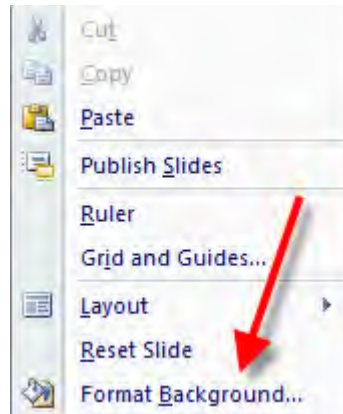 Cut
Copy
Paste
Publish Slides
Ruler
Grid and Guides...
Layout
Reset Slide
Format Background...